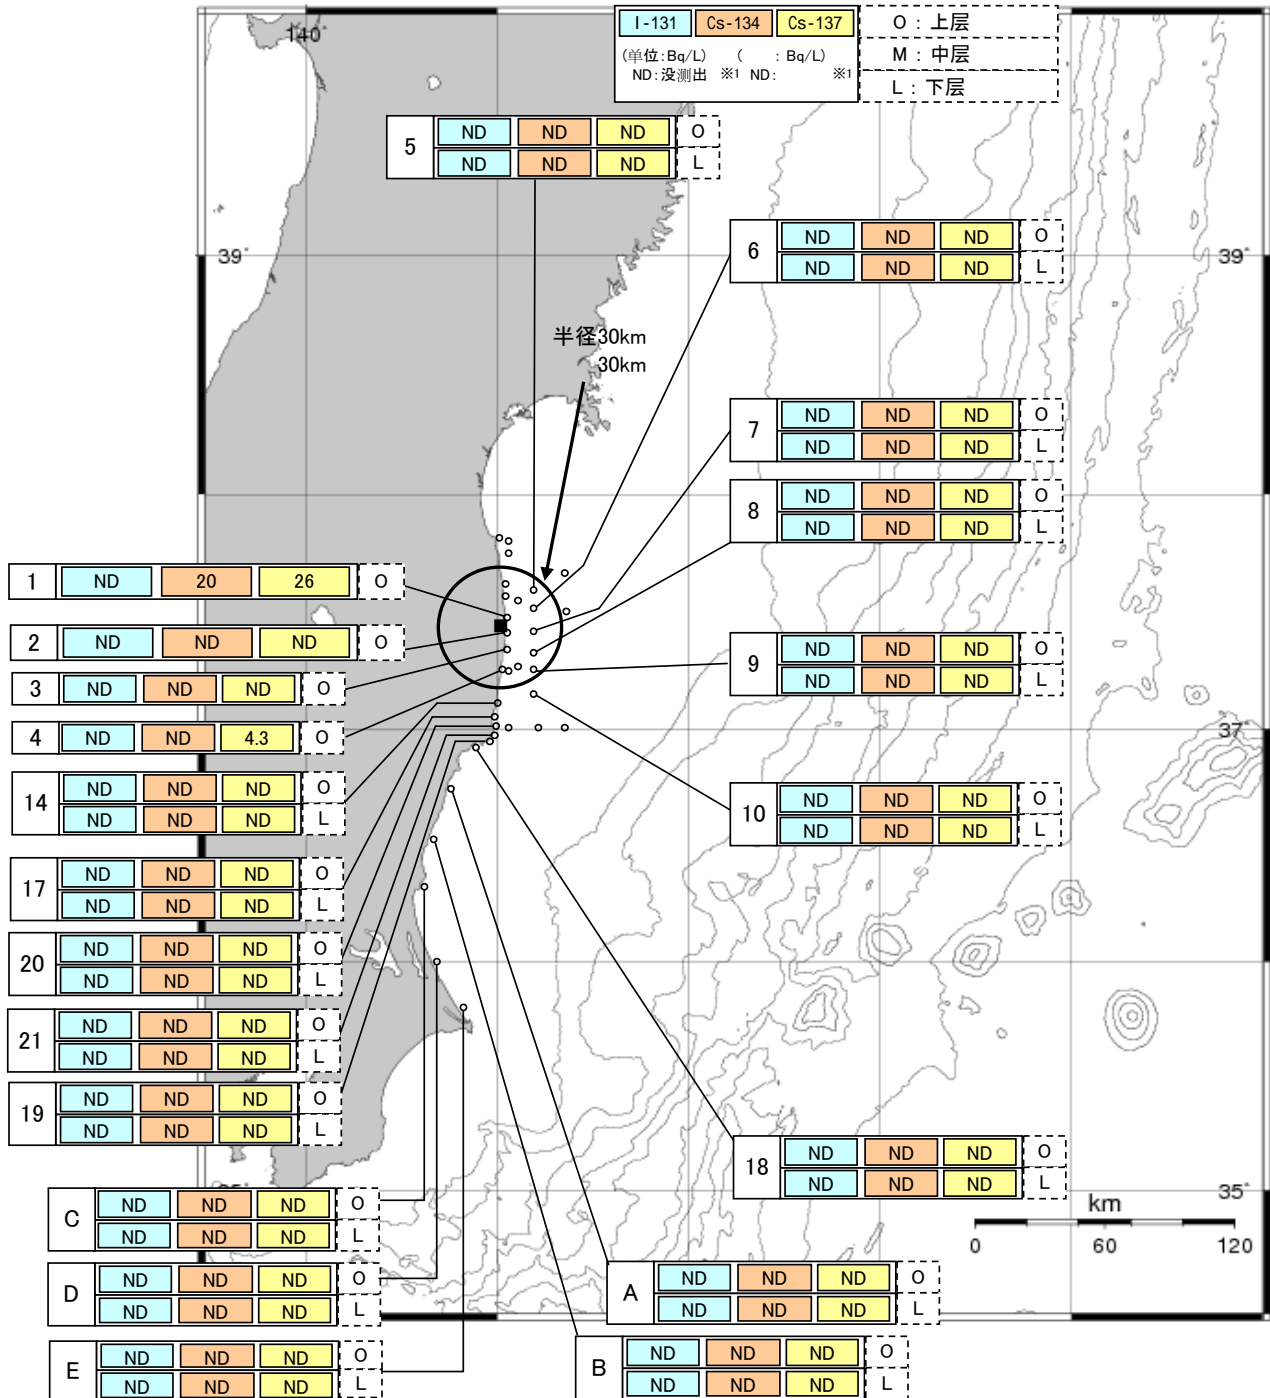 140°
I-131 Cs-134 Cs-137
(単位:Bq/L) ( : Bq/L)
ND:没測出 ※1 ND: ※1
O : 上層
M : 中層
L : 下層
5 ND ND ND O
ND ND ND L
6 ND ND ND O
ND ND ND L
39°
39°
半径30km
30km
7 ND ND ND O
ND ND ND L
8 ND ND ND O
ND ND ND L
1 ND 20 26 O
2 ND ND ND O
9 ND ND ND O
ND ND ND L
3 ND ND ND O
4 ND ND 4.3 O
37°
14 ND ND ND O
ND ND ND L
10 ND ND ND O
ND ND ND L
17 ND ND ND O
ND ND ND L
20 ND ND ND O
ND ND ND L
21 ND ND ND O
ND ND ND L
19 ND ND ND O
ND ND ND L
18 ND ND ND O
ND ND ND L
35°
km
0 60 120
C ND ND ND O
ND ND ND L
D ND ND ND O
ND ND ND L
A ND ND ND O
ND ND ND L
E ND ND ND O
ND ND ND L
B ND ND ND O
ND ND ND L